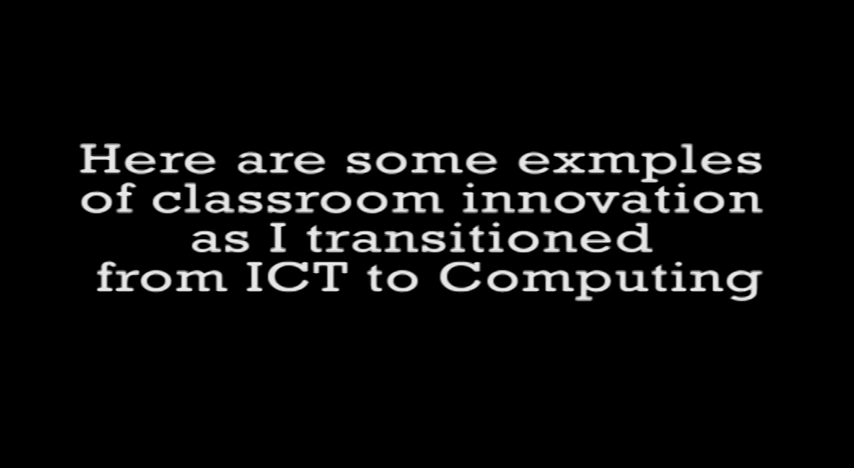 Here are some exmples
of classroom innovation
as I transitioned
from ICT to Computing